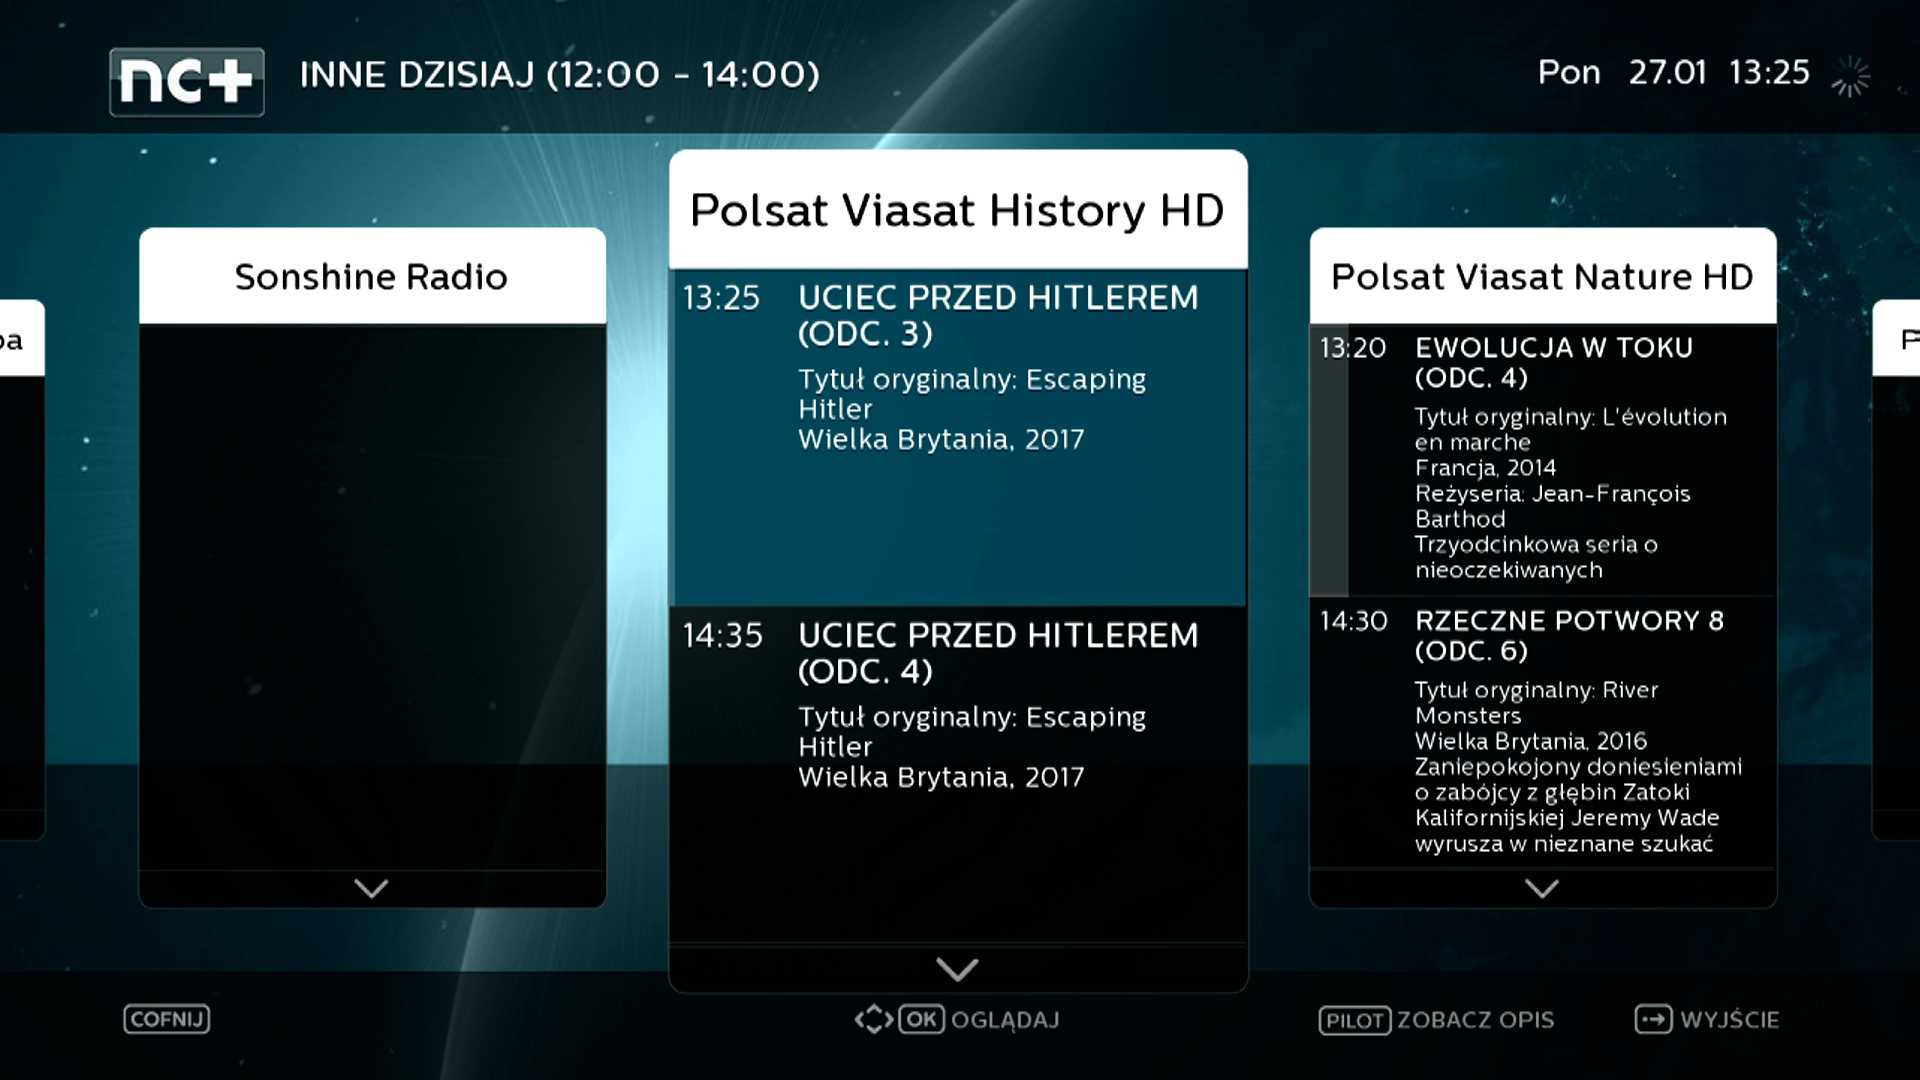 nc+
INNE DZISIAJ (12:00 - 14:00)
Pon 27.01 13:25
Sonshine Radio
Polsat Viasat History HD
13:25 UCIEC PRZED HITLEREM
(ODC. 3)
Tytuł oryginalny: Escaping
Hitler
Wielka Brytania, 2017
14:35 UCIEC PRZED HITLEREM
(ODC. 4)
Tytuł oryginalny: Escaping
Hitler
Wielka Brytania, 2017
Polsat Viasat Nature HD
13:20 EWOLUCJA W TOKU
(ODC. 4)
Tytuł oryginalny: L'évolution
en marche
Francja, 2014
Reżyseria: Jean-François
Barthod
Trzyodcinkowa seria o
nieoczekiwanych
14:30 RZECZNE POTWORY 8
(ODC. 6)
Tytuł oryginalny: River
Monsters
Wielka Brytania, 2016
Zaniepokojony doniesieniami
o zabójcy z głębin Zatoki
Kalifornijskiej Jeremy Wade
wyrusza w nieznane szukać
COFNIJ
OK OGLĄDAJ
PILOT ZOBACZ OPIS
WYJŚCIE